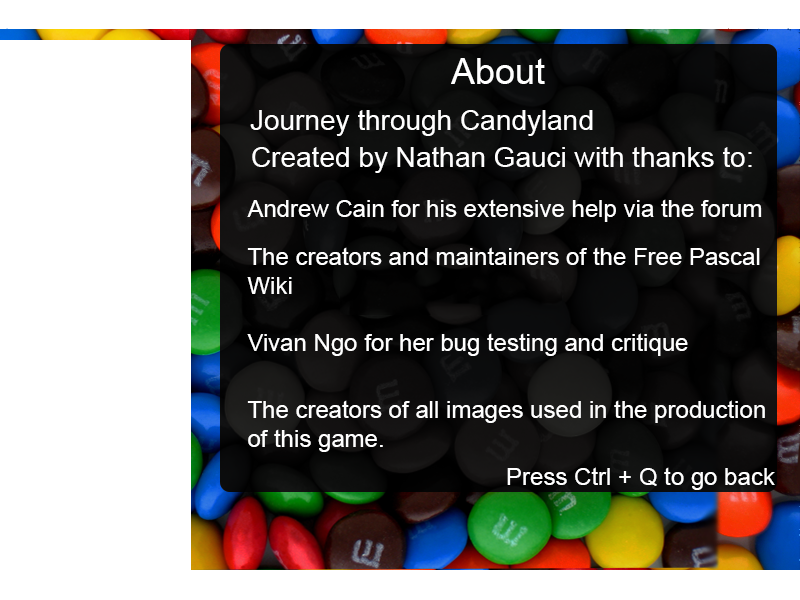 About
Journey through Candyland
Created by Nathan Gauci with thanks to:
Andrew Cain for his extensive help via the forum
The creators and maintainers of the Free Pascal
Wiki
Vivan Ngo for her bug testing and critique
The creators of all images used in the production
of this game.
Press Ctrl + Q to go back